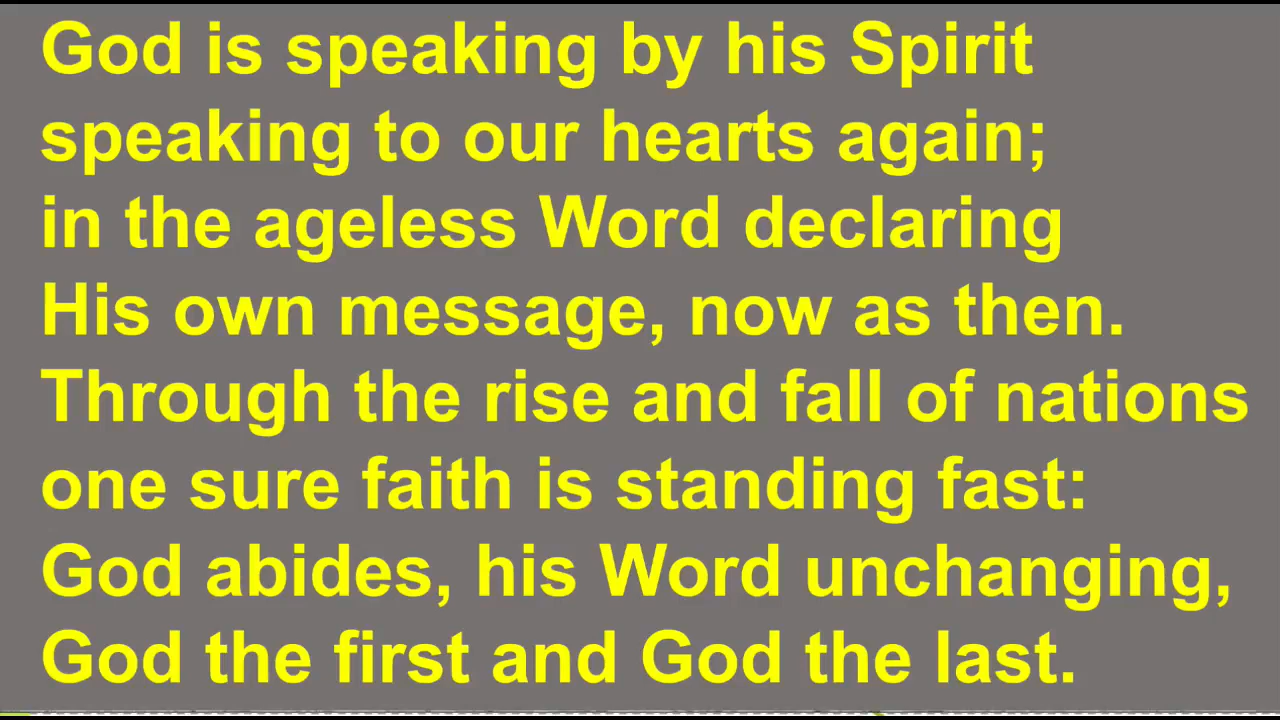 God is speaking by his Spirit
speaking to our hearts again;
in the ageless Word declaring
His own message, now as then.
Through the rise and fall of nations
one sure faith is standing fast:
God abides, his Word unchanging,
God the first and God the last.